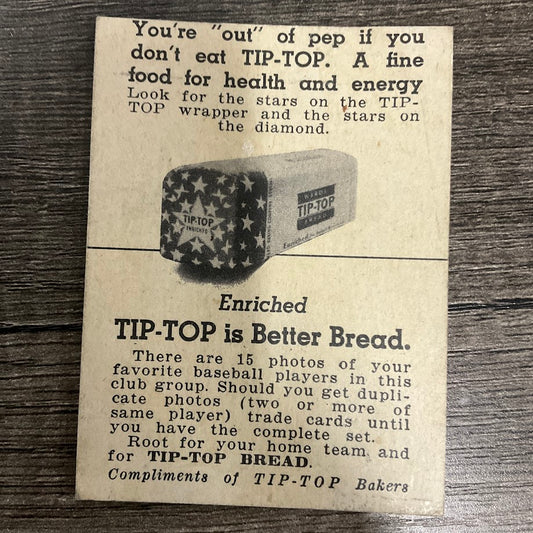 You're "out" of pep if you
don't eat TIP-TOP. A fine
food for health and energy
Look for the stars on the TIP-
TOP wrapper and the stars on
the diamond.
WARD'S
TIP-TOP
BREAD
TIP-TOP
ENRICHED
Enriched
Enriched
TIP-TOP is Better Bread.
There are 15 photos of your
favorite baseball players in this
club group. Should you get dupli-
cate photos (two or more of
same player) trade cards until
you have the complete set.
Root for your home team and
for TIP-TOP BREAD.
Compliments of TIP-TOP Bakers